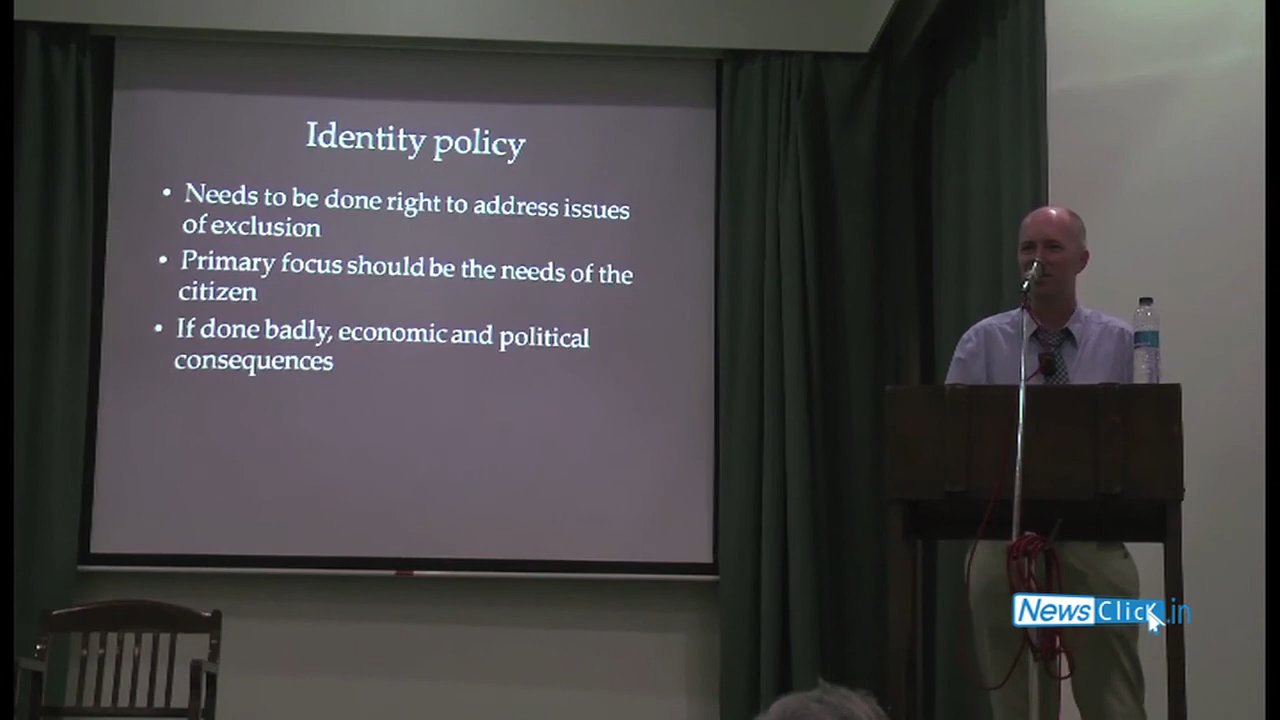 Identity policy
• Needs to be done right to address issues
of exclusion
• Primary focus should be the needs of the
citizen
• If done badly, economic and political
consequences
NewsClick.in